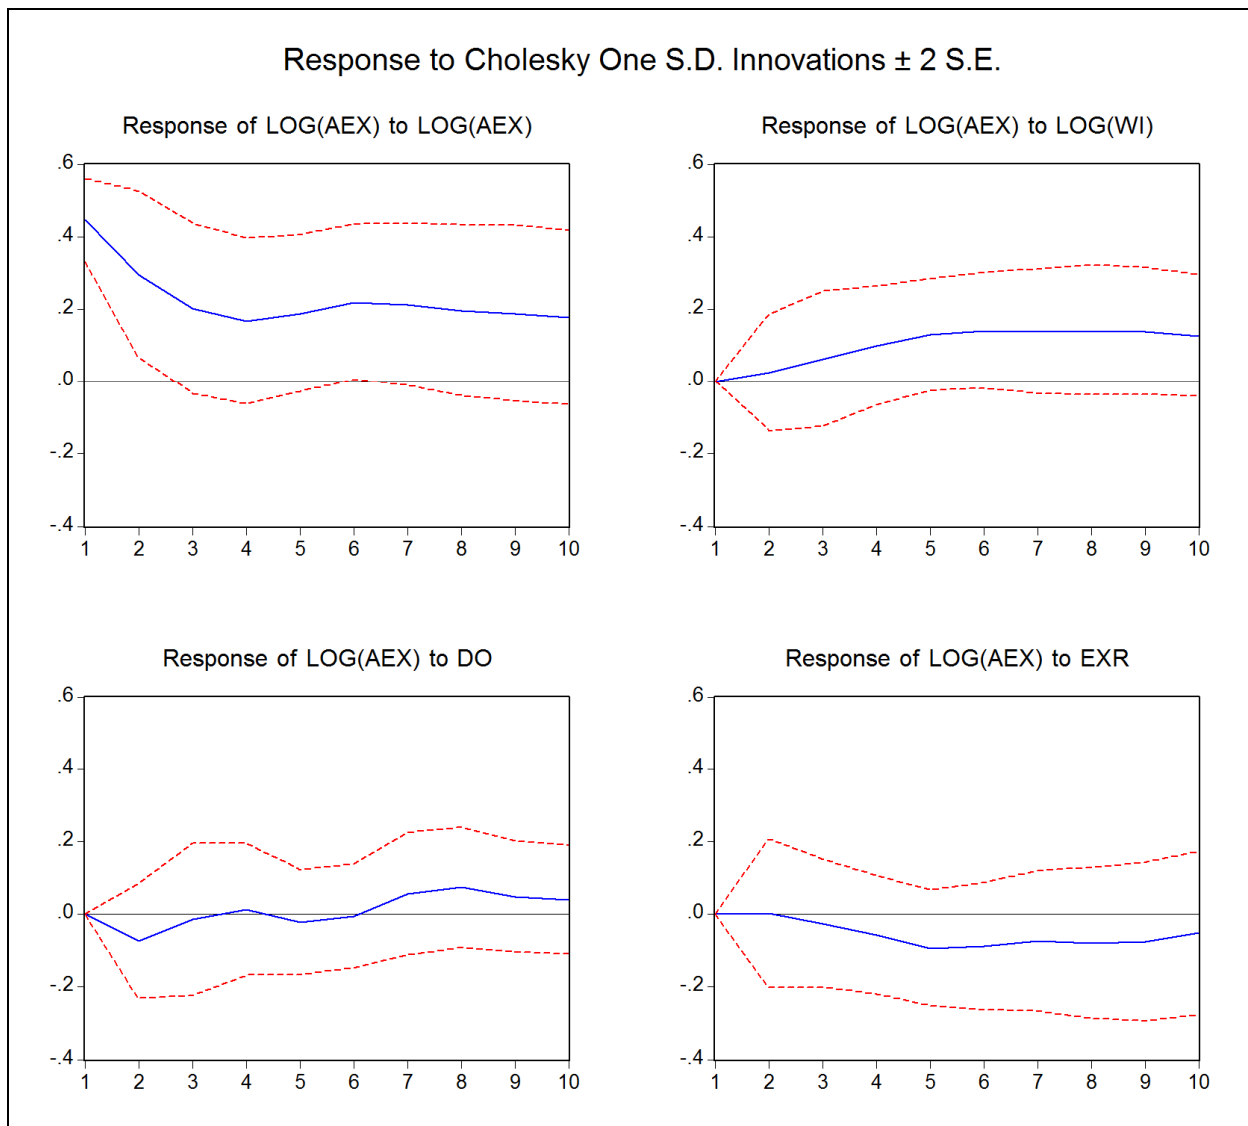 Response to Cholesky One S.D. Innovations ± 2 S.E.
Response of LOG(AEX) to LOG(AEX)
.6
.4
.2
.0
-.2
-.4
1 2 3 4 5 6 7 8 9 10
Response of LOG(AEX) to LOG(WI)
.6
.4
.2
.0
-.2
-.4
1 2 3 4 5 6 7 8 9 10
Response of LOG(AEX) to DO
.6
.4
.2
.0
-.2
-.4
1 2 3 4 5 6 7 8 9 10
Response of LOG(AEX) to EXR
.6
.4
.2
.0
-.2
-.4
1 2 3 4 5 6 7 8 9 10